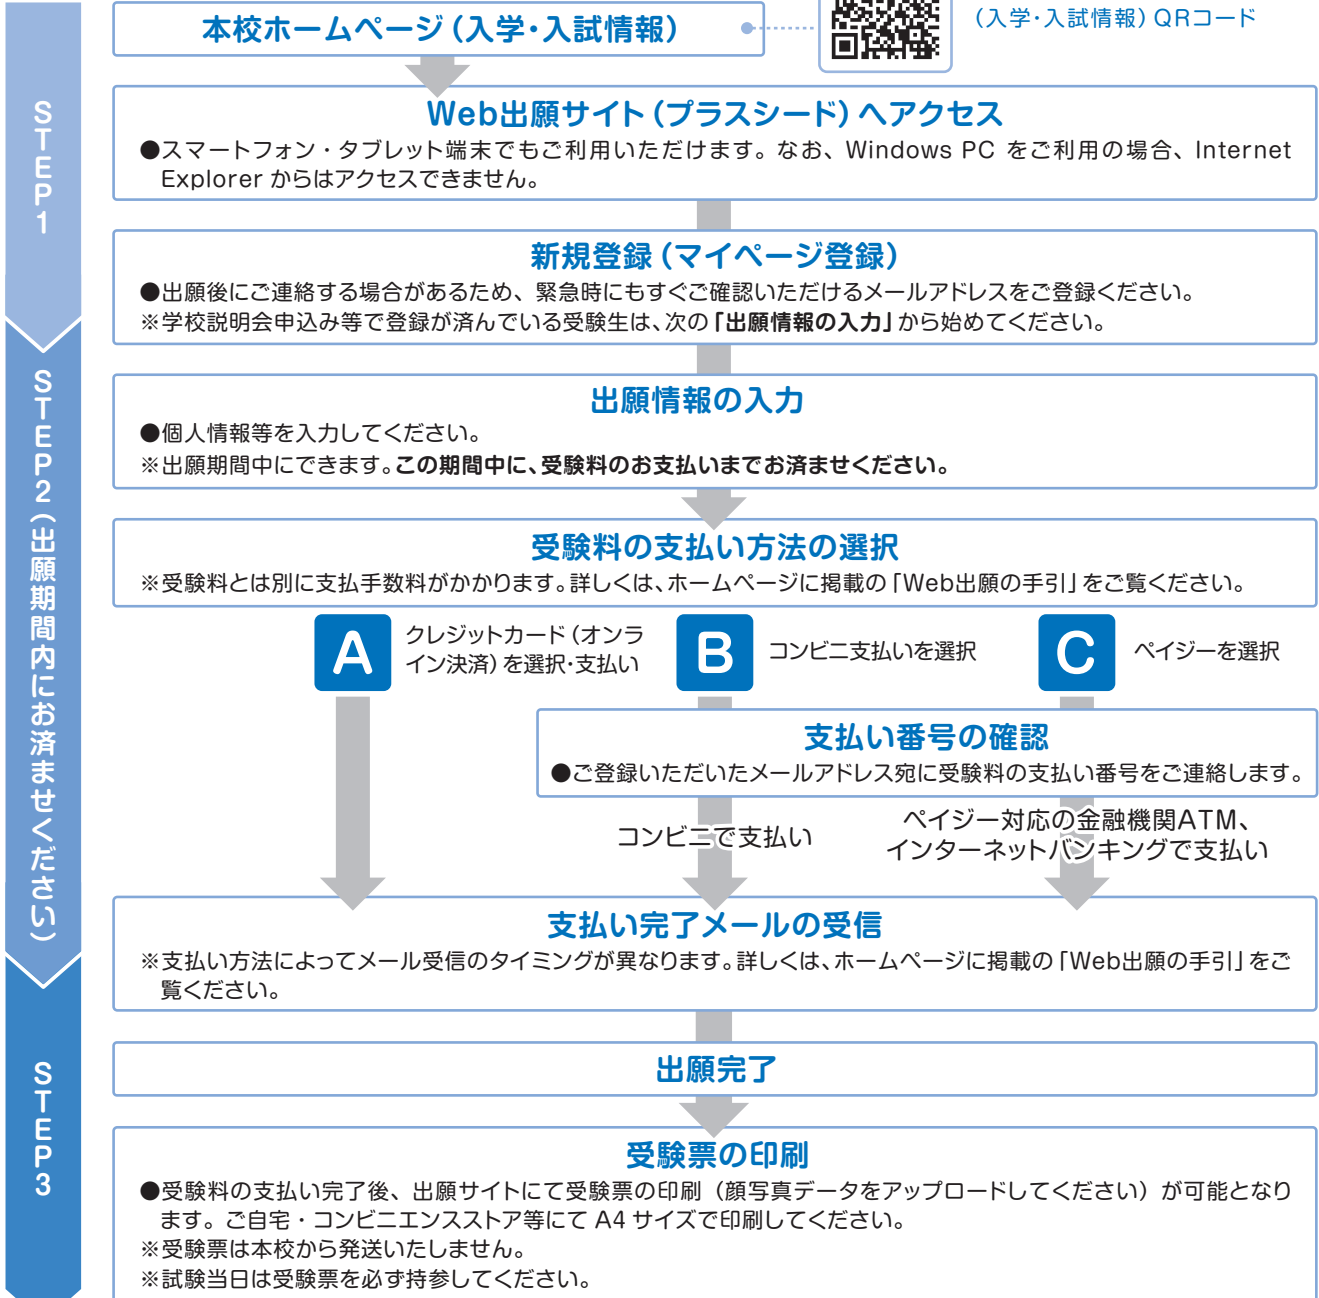 本校ホームページ（入学・入試情報）
（入学・入試情報）QRコード
STEP1
Web出願サイト（プラスシード）へアクセス
●スマートフォン・タブレット端末でもご利用いただけます。なお、Windows PC をご利用の場合、Internet
Explorer からはアクセスできません。
新規登録（マイページ登録）
●出願後にご連絡する場合があるため、緊急時にもすぐご確認いただけるメールアドレスをご登録ください。
※学校説明会申込み等で登録が済んでいる受験生は、次の「出願情報の入力」から始めてください。
STEP2（出願期間内にお済ませください）
出願情報の入力
●個人情報等を入力してください。
※出願期間中にできます。この期間中に、受験料のお支払いまでお済ませください。
受験料の支払い方法の選択
※受験料とは別に支払手数料がかかります。詳しくは、ホームページに掲載の「Web出願の手引」をご覧ください。
A
クレジットカード（オンラ
イン決済）を選択・支払い
B
コンビニ支払いを選択
C
ペイジーを選択
支払い番号の確認
●ご登録いただいたメールアドレス宛に受験料の支払い番号をご連絡します。
コンビニで支払い
ペイジー対応の金融機関ATM、
インターネットバンキングで支払い
支払い完了メールの受信
※支払い方法によってメール受信のタイミングが異なります。詳しくは、ホームページに掲載の「Web出願の手引」をご
覧ください。
STEP3
出願完了
受験票の印刷
●受験料の支払い完了後、出願サイトにて受験票の印刷（顔写真データをアップロードしてください）が可能となり
ます。ご自宅・コンビニエンスストア等にて A4 サイズで印刷してください。
※受験票は本校から発送いたしません。
※試験当日は受験票を必ず持参してください。